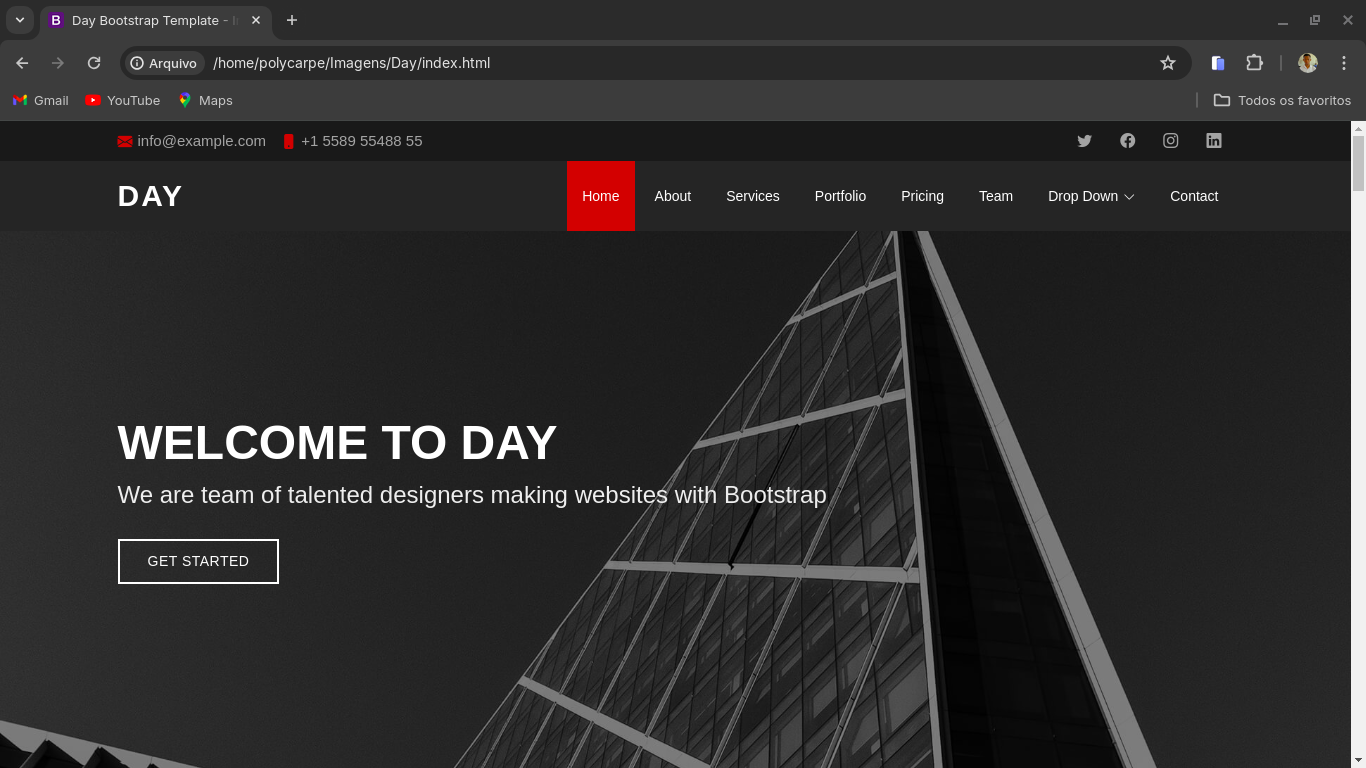 Day Bootstrap Template -
Arquivo /home/polycarpe/Imagens/Day/index.html
Gmail YouTube Maps Todos os favoritos
info@example.com +1 5589 55488 55
DAY Home About Services Portfolio Pricing Team Drop Down Contact
WELCOME TO DAY
We are team of talented designers making websites with Bootstrap
GET STARTED